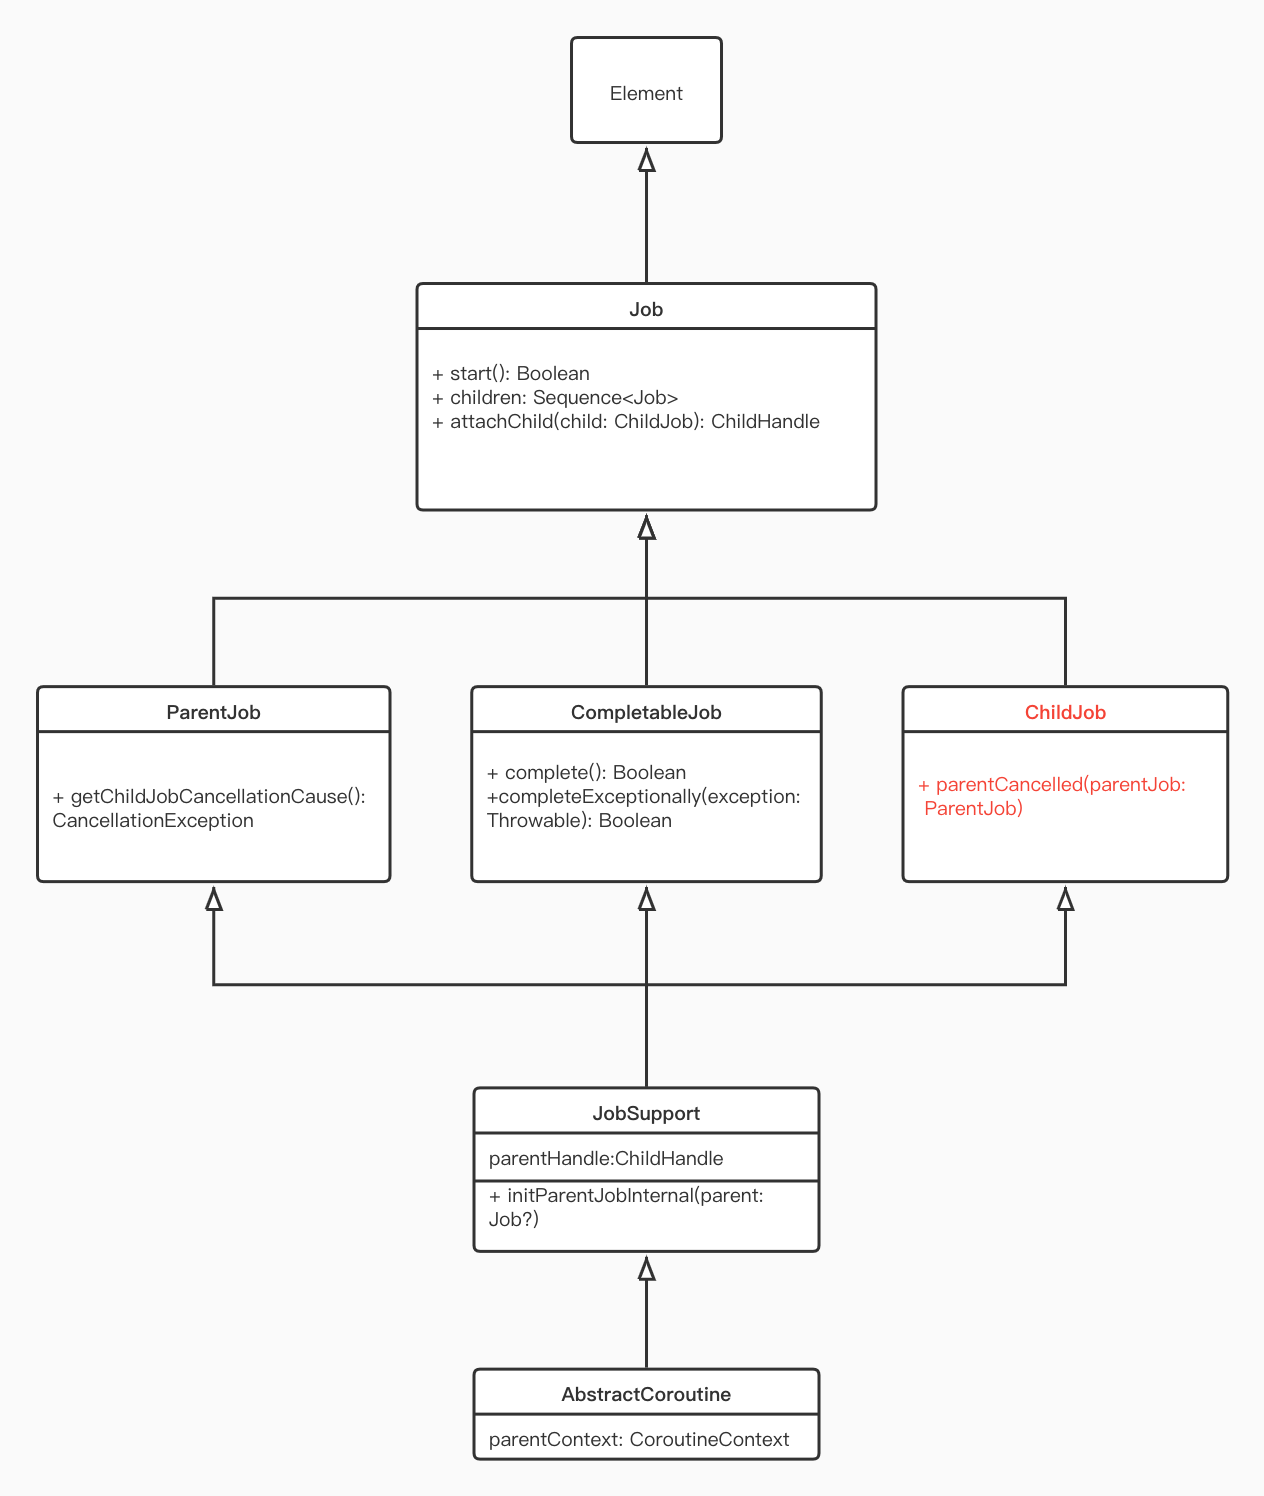 Element
Job
+ start(): Boolean
+ children: Sequence<Job>
+ attachChild(child: ChildJob): ChildHandle
ParentJob
+ getChildJobCancellationCause():
CancellationException
CompletableJob
+ complete(): Boolean
+completeExceptionally(exception:
Throwable): Boolean
ChildJob
+ parentCancelled(parentJob:
ParentJob)
JobSupport
parentHandle:ChildHandle
+ initParentJobInternal(parent:
Job?)
AbstractCoroutine
parentContext: CoroutineContext